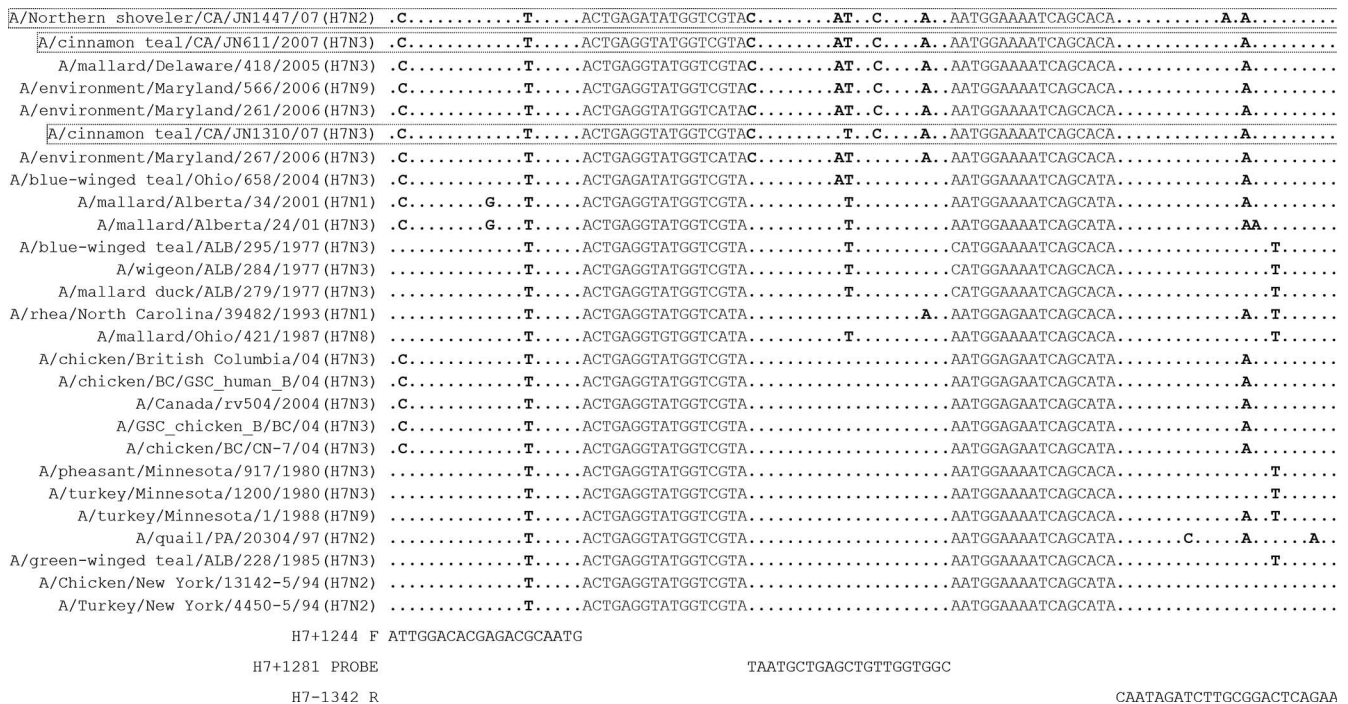 A/Northern shoveler/CA/JN1447/07(H7N2) .C............T.....ACTGAGATATGGTCGTAC........AT..C....A..AATGGAAAATCAGCACA...........A.A.........
A/cinnamon teal/CA/JN611/2007(H7N3) .C............T.....ACTGAGGTATGGTCGTAC........AT..C....A..AATGGAAAATCAGCACA.............A.........
A/mallard/Delaware/418/2005(H7N3) .C............T.....ACTGAGGTATGGTCGTAC........AT..C....A..AATGGAAAATCAGCACA.............A.........
A/environment/Maryland/566/2006(H7N9) .C............T.....ACTGAGGTATGGTCGTAC........AT..C....A..AATGGAAAATCAGCACA.............A.........
A/environment/Maryland/261/2006(H7N3) .C............T.....ACTGAGGTATGGTCATAC........AT..C....A..AATGGAAAATCAGCACA.............A.........
A/cinnamon teal/CA/JN1310/07(H7N3) .C............T.....ACTGAGGTATGGTCGTAC.........T..C....A..AATGGAAAATCAGCACA.............A.........
A/environment/Maryland/267/2006(H7N3) .C............T.....ACTGAGGTATGGTCATAC........AT.......A..AATGGAAAATCAGCACA.............A.........
A/blue-winged teal/Ohio/658/2004(H7N3) .C............T.....ACTGAGATATGGTCGTA.........AT..........AATGGAAAATCAGCATA.............A.........
A/mallard/Alberta/34/2001(H7N1) .C........G...T.....ACTGAGGTATGGTCGTA..........T..........AATGGAAAATCAGCACA.............A.........
A/mallard/Alberta/24/01(H7N3) .C........G...T.....ACTGAGGTATGGTCGTA..........T..........AATGGAAAATCAGCACA.............AA........
A/blue-winged teal/ALB/295/1977(H7N3) ..............T.....ACTGAGGTATGGTCGTA..........T..........CATGGAAAATCAGCACA................T......
A/wigeon/ALB/284/1977(H7N3) ..............T.....ACTGAGGTATGGTCGTA..........T..........CATGGAAAATCAGCACA................T......
A/mallard duck/ALB/279/1977(H7N3) ..............T.....ACTGAGGTATGGTCGTA..........T..........CATGGAAAATCAGCACA................T......
A/rhea/North Carolina/39482/1993(H7N1) ..............T.....ACTGAGGTATGGTCATA..................A..AATGGAGAATCAGCACA.............A..T......
A/mallard/Ohio/421/1987(H7N8) ..............T.....ACTGAGGTGTGGTCATA..........T..........AATGGAAAATCAGCACA................T......
A/chicken/British Columbia/04(H7N3) .C............T.....ACTGAGGTATGGTCGTA.....................AATGGAGAATCAGCATA.............A.........
A/chicken/BC/GSC_human_B/04(H7N3) .C............T.....ACTGAGGTATGGTCGTA.....................AATGGAGAATCAGCATA.............A.........
A/Canada/rv504/2004(H7N3) .C............T.....ACTGAGGTATGGTCGTA.....................AATGGAGAATCAGCATA.............A.........
A/GSC_chicken_B/BC/04(H7N3) .C............T.....ACTGAGGTATGGTCGTA.....................AATGGAGAATCAGCATA.............A.........
A/chicken/BC/CN-7/04(H7N3) .C............T.....ACTGAGGTATGGTCGTA.....................AATGGAGAATCAGCATA.............A.........
A/pheasant/Minnesota/917/1980(H7N3) ..............T.....ACTGAGGTATGGTCGTA.....................AATGGAAAATCAGCACA................T......
A/turkey/Minnesota/1200/1980(H7N3) ..............T.....ACTGAGGTATGGTCGTA.....................AATGGAAAATCAGCACA................T......
A/turkey/Minnesota/1/1988(H7N9) ..............T.....ACTGAGGTATGGTCGTA.....................AATGGAAAATCAGCACA.............A..T......
A/quail/PA/20304/97(H7N2) ..............T.....ACTGAGGTATGGTCGTA.....................AATGGAAAATCAGCACA.......C.....A......A..
A/green-winged teal/ALB/228/1985(H7N3) ..............T.....ACTGAGGTATGGTCGTA.....................AATGGAAAATCAGCACA................T......
A/Chicken/New York/13142-5/94(H7N2) ..............T.....ACTGAGGTATGGTCGTA.....................AATGGAAAATCAGCATA.......................
A/Turkey/New York/4450-5/94(H7N2) ..............T.....ACTGAGGTATGGTCGTA.....................AATGGAAAATCAGCATA.......................
H7+1244 F ATTGGACACGAGACGCAATG
H7+1281 PROBE TAATGCTGAGCTGTTGGTGGC
H7-1342 R CAATAGATCTTGCGGACTCAGAA